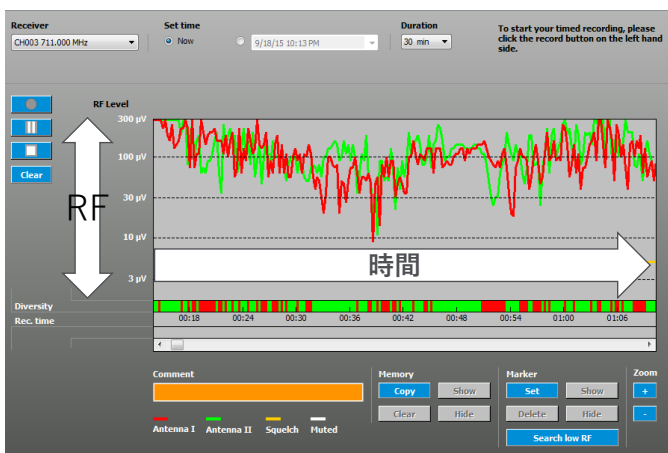 Receiver
Set time
Duration
To start your timed recording, please
click the record button on the left hand
side.
CH003 711.000 MHz
Now
9/18/15 10:13 PM
30 min
RF Level
300 µV
100 µV
30 µV
10 µV
3 µV
Clear
RF
時間
Diversity
Rec. time
00:18 00:24 00:30 00:36 00:42 00:48 00:54 01:00 01:06
Comment
Memory
Marker
Zoom
Copy Show
Set Show
+
Clear Hide
Delete Hide
-
Antenna I Antenna II Squelch Muted
Search low RF